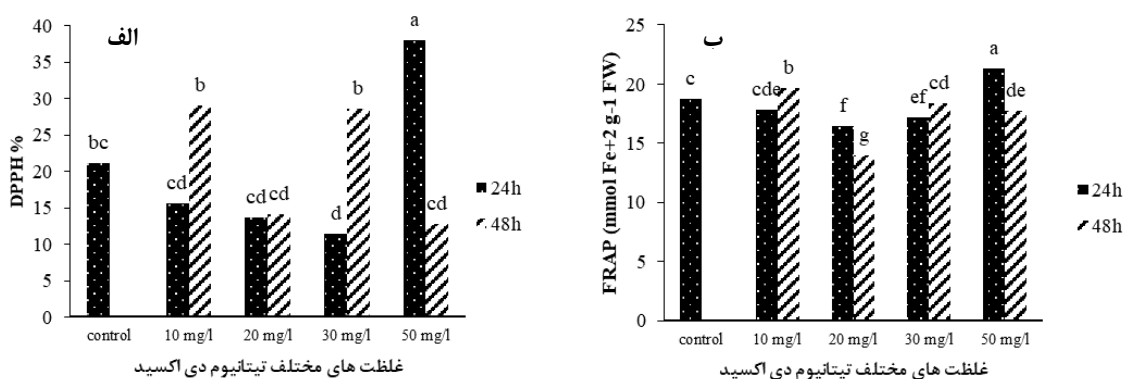 الف
DPPH %
40
35
30
25
20
15
10
5
0
bc
cd
b
cd
cd
d
b
a
cd
control
10 mg/l
20 mg/l
30 mg/l
50 mg/l
غلظت های مختلف تیتانیوم دی اکسید
24h
48h
ب
FRAP (mmol Fe+2 g-1 FW)
25
20
15
10
5
0
c
cde
b
f
g
ef
cd
a
de
control
10 mg/l
20 mg/l
30 mg/l
50 mg/l
غلظت های مختلف تیتانیوم دی اکسید
24h
48h